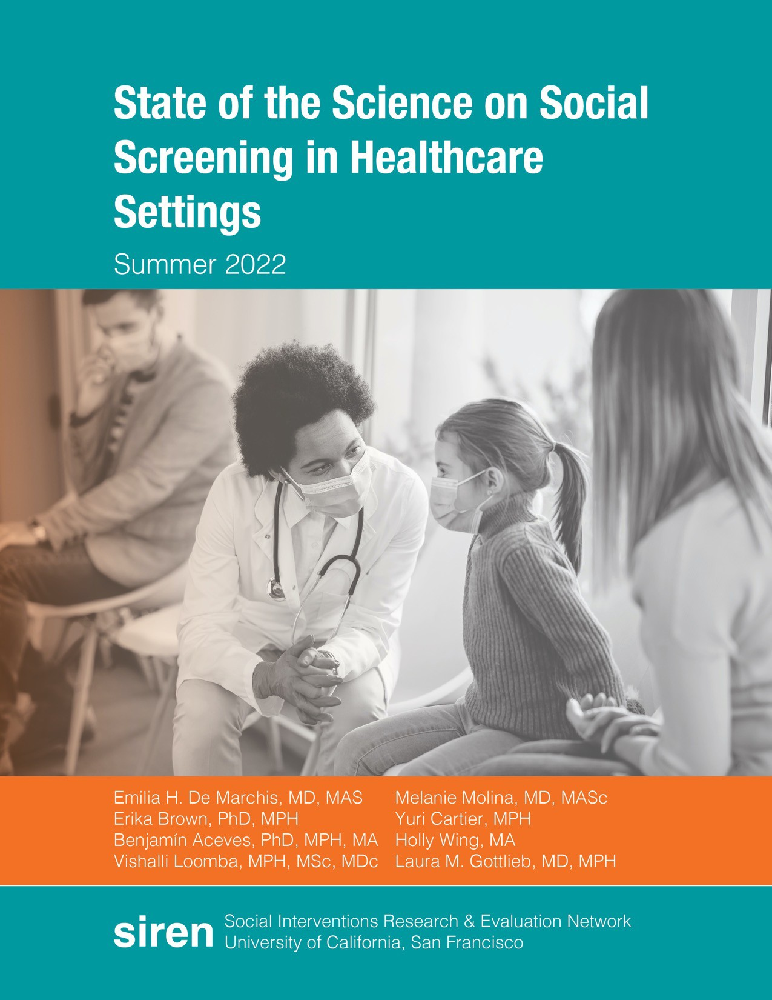 State of the Science on Social
Screening in Healthcare
Settings
Summer 2022
Emilia H. De Marchis, MD, MAS
Erika Brown, PhD, MPH
Benjamín Aceves, PhD, MPH, MA
Vishalli Loomba, MPH, MSc, MDc
Melanie Molina, MD, MASc
Yuri Cartier, MPH
Holly Wing, MA
Laura M. Gottlieb, MD, MPH
siren
Social Interventions Research & Evaluation Network
University of California, San Francisco